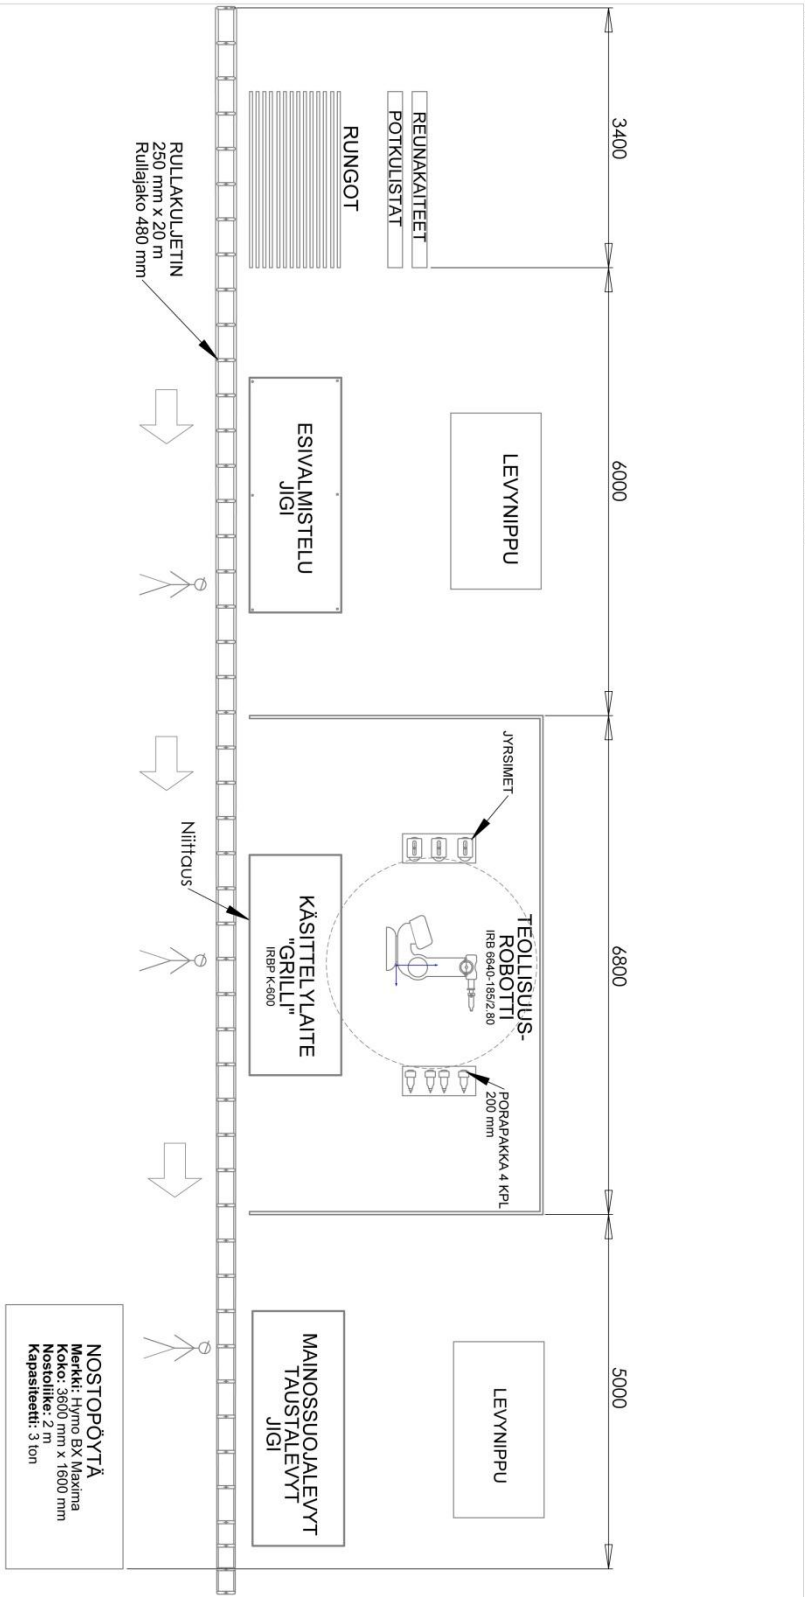 3400
6000
6800
5000
REUNAKAITEET
POTKULISTAT
RUNGOT
RULLAKULJETIN
250 mm x 20 m
Rullajako 480 mm
LEVYNIPPU
ESIVALMISTELU
JIGI
JYRSIMET
TEOLLISUUS-
ROBOTTI
IRB 6640-185/2.80
PORAPAKKA 4 KPL
200 mm
KÄSITTELYLAITE
"GRILLI"
IRBP K-600
Niittaus
LEVYNIPPU
MAINOSSUOJALEVYT
TAUSTALEVYT
JIGI
NOSTOPÖYTÄ
Merkki: Hymo BX Maxima
Koko: 3600 mm x 1600 mm
Nostoliike: 2 m
Kapasiteetti: 3 ton